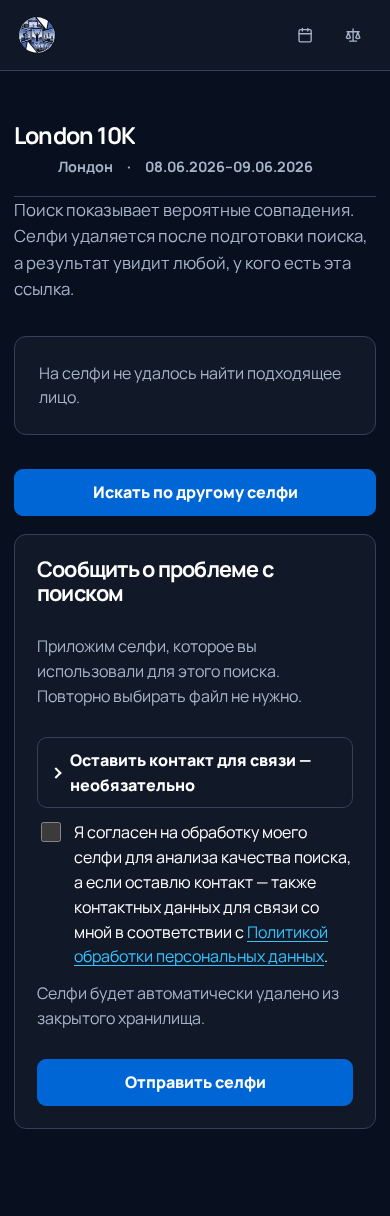 London 10K
Лондон · 08.06.2026–09.06.2026
Поиск показывает вероятные совпадения.
Селфи удаляется после подготовки поиска,
а результат увидит любой, у кого есть эта
ссылка.
На селфи не удалось найти подходящее
лицо.
Искать по другому селфи
Сообщить о проблеме с
поиском
Приложим селфи, которое вы
использовали для этого поиска.
Повторно выбирать файл не нужно.
Оставить контакт для связи —
необязательно
Я согласен на обработку моего
селфи для анализа качества поиска,
а если оставлю контакт — также
контактных данных для связи со
мной в соответствии с Политикой
обработки персональных данных.
Селфи будет автоматически удалено из
закрытого хранилища.
Отправить селфи